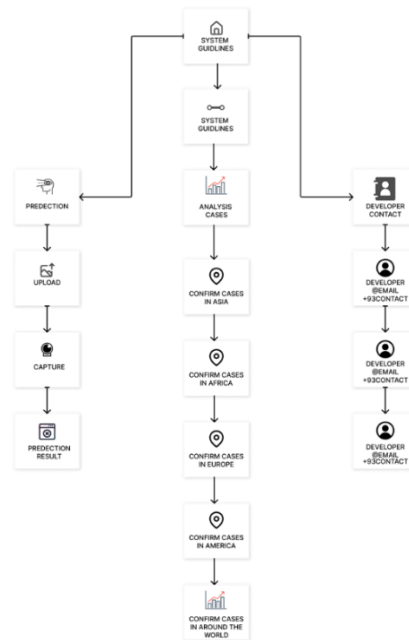 SYSTEM
GUIDLINES
SYSTEM
GUIDLINES
PREDECTION
UPLOAD
CAPTURE
PREDECTION
RESULT
ANALYSIS
CASES
CONFIRM CASES
IN ASIA
CONFIRM CASES
IN AFRICA
CONFIRM CASES
IN EUROPE
CONFIRM CASES
IN AMERICA
CONFIRM CASES
IN AROUND THE
WORLD
DEVELOPER
CONTACT
DEVELOPER
@EMAIL
+93CONTACT
DEVELOPER
@EMAIL
+93CONTACT
DEVELOPER
@EMAIL
+93CONTACT